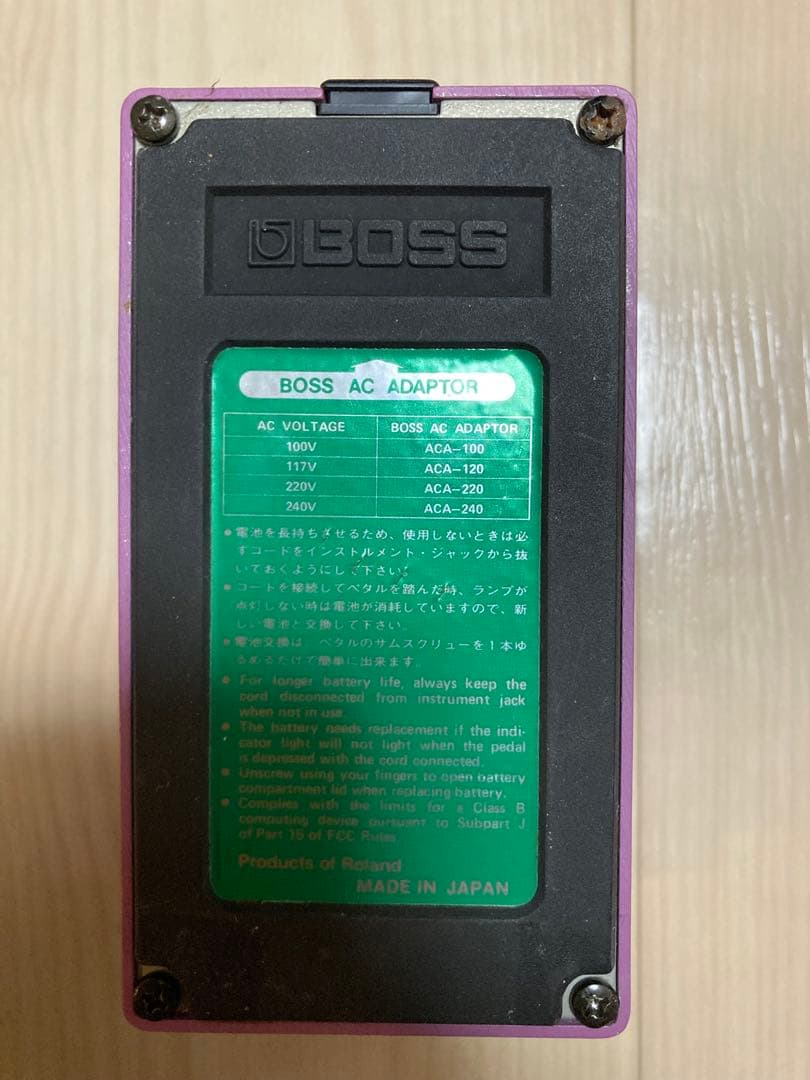 BOSS
BOSS AC ADAPTOR
AC VOLTAGE BOSS AC ADAPTOR
100V ACA-100
117V ACA-120
220V ACA-220
240V ACA-240
● 電池を長持ちさせるため、使用しないときは必
ずコードをインストルメント・ジャックから抜
いておくようにして下さい。
● コードを接続してペダルを踏んだ時、ランプが
点灯しない時は電池が消耗していますので、新
しい電池と交換して下さい。
● 電池交換は、ペダルのサムスクリューを1本ゆ
るめるだけで簡単に出来ます。
● For longer battery life, always keep the
cord disconnected from instrument jack
when not in use.
● The battery needs replacement if the indi-
cator light will not light when the pedal
is depressed with the cord connected.
● Unscrew using your fingers to open battery
compartment lid when replacing battery.
● Complies with the limits for a Class B
computing device pursuant to Subpart J
of Part 15 of FCC Rules.
Products of Roland
MADE IN JAPAN